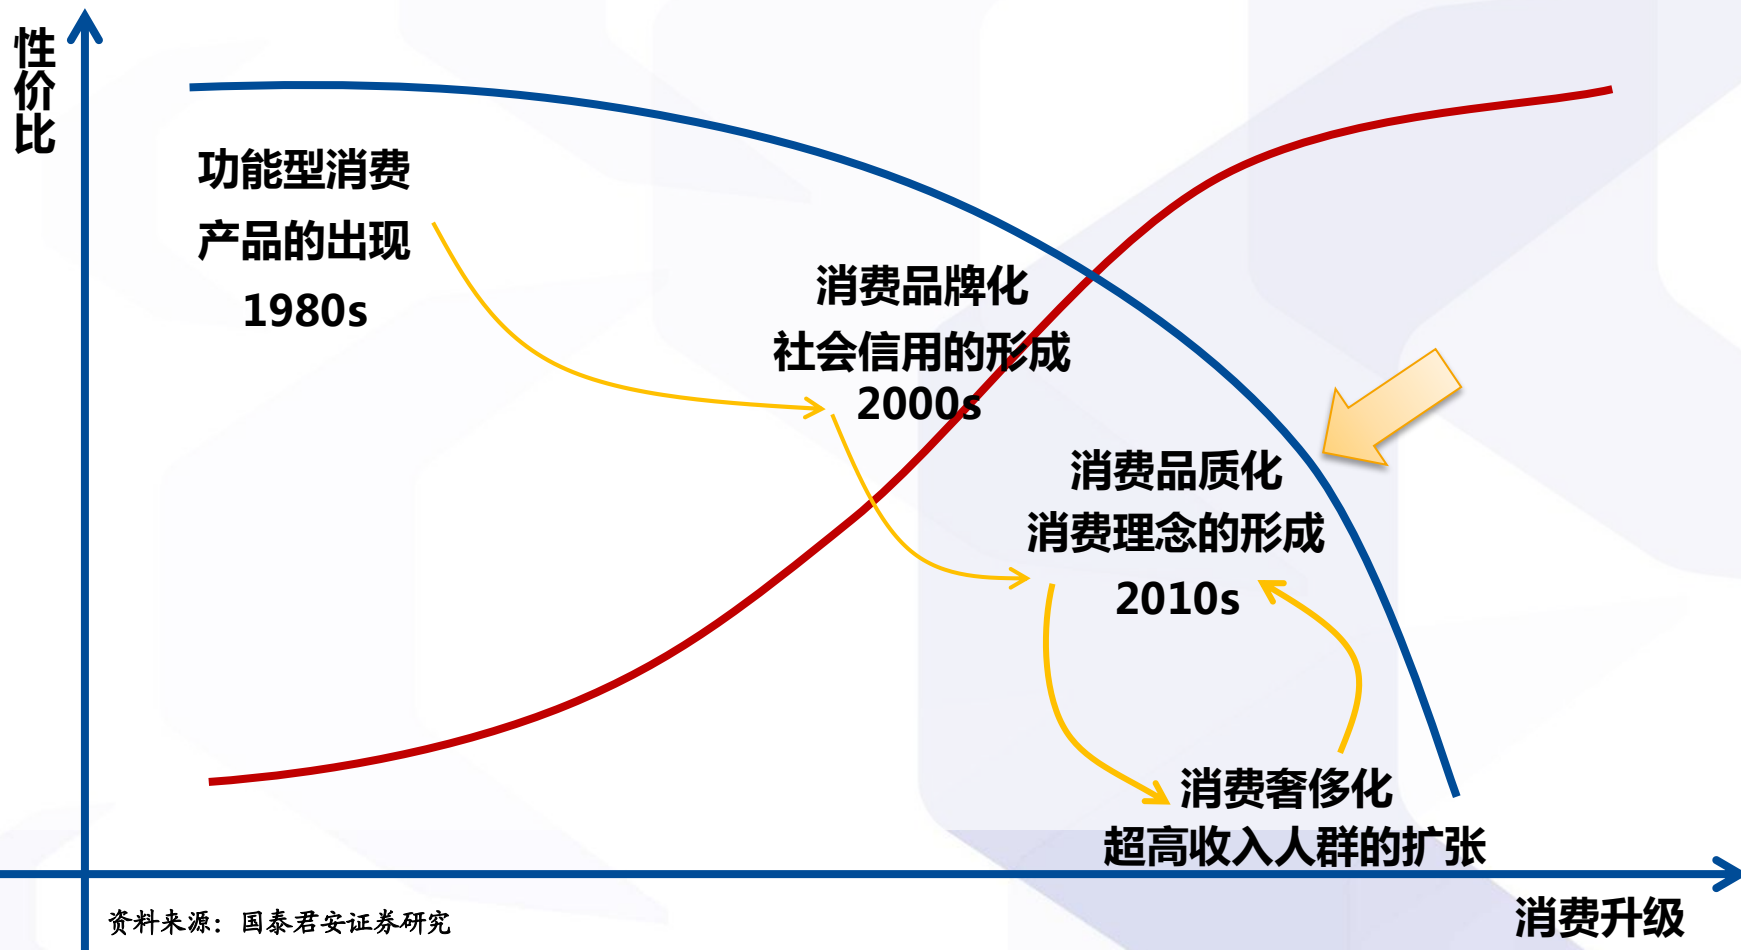 性价比
功能型消费
产品的出现
1980s
消费品牌化
社会信用的形成
2000s
消费品质化
消费理念的形成
2010s
消费奢侈化
超高收入人群的扩张
消费升级
资料来源：国泰君安证券研究